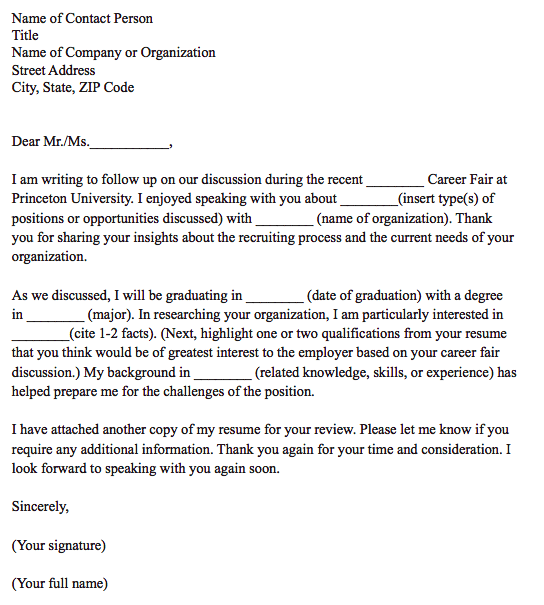 Name of Contact Person
Title
Name of Company or Organization
Street Address
City, State, ZIP Code
Dear Mr./Ms.___________,
I am writing to follow up on our discussion during the recent ________ Career Fair at
Princeton University. I enjoyed speaking with you about ________(insert type(s) of
positions or opportunities discussed) with ________ (name of organization). Thank
you for sharing your insights about the recruiting process and the current needs of your
organization.
As we discussed, I will be graduating in ________ (date of graduation) with a degree
in ________ (major). In researching your organization, I am particularly interested in
________(cite 1-2 facts). (Next, highlight one or two qualifications from your resume
that you think would be of greatest interest to the employer based on your career fair
discussion.) My background in ________ (related knowledge, skills, or experience) has
helped prepare me for the challenges of the position.
I have attached another copy of my resume for your review. Please let me know if you
require any additional information. Thank you again for your time and consideration. I
look forward to speaking with you again soon.
Sincerely,
(Your signature)
(Your full name)